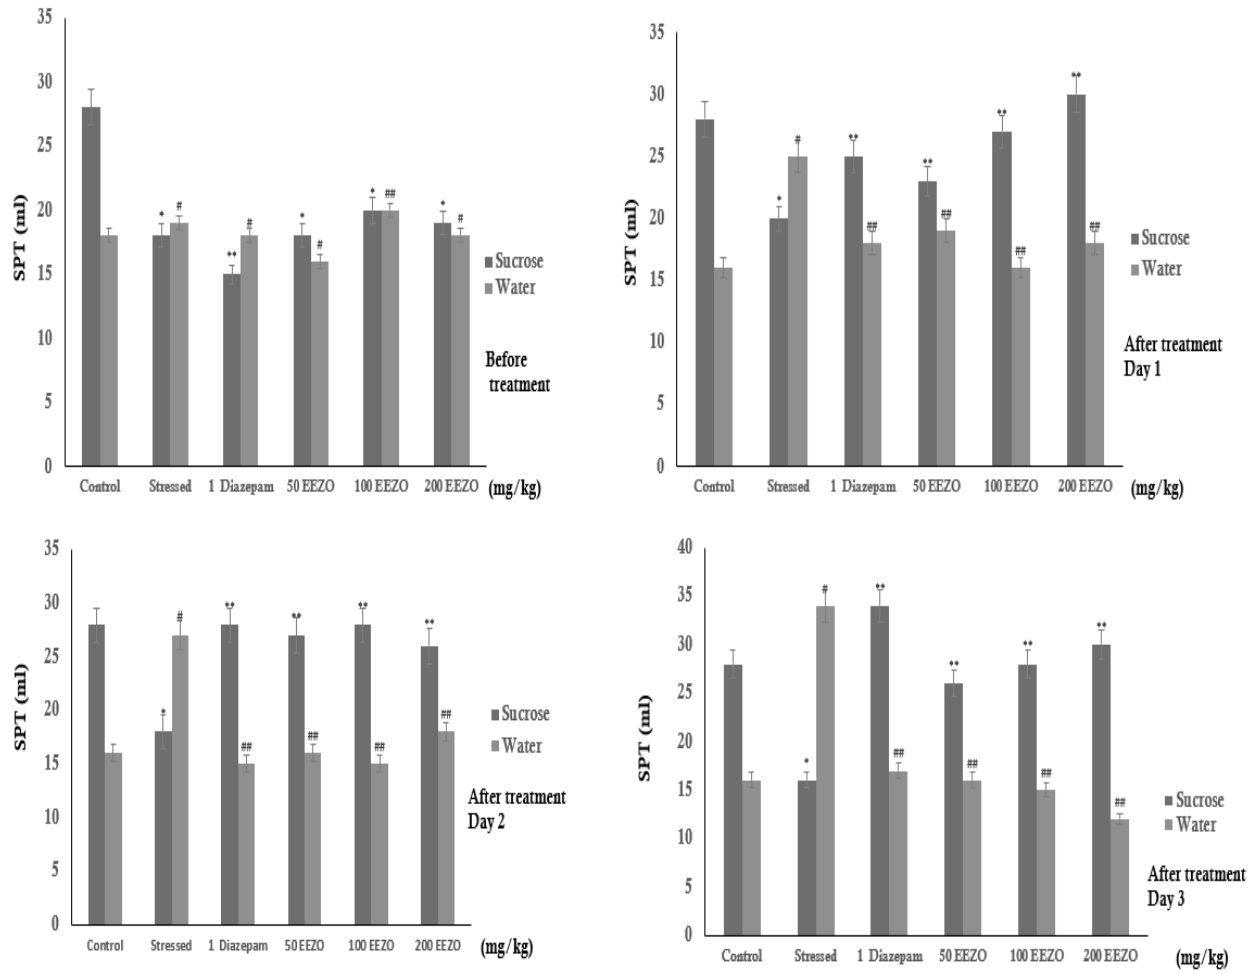 35
30
25
20
15
10
5
0
SPT (ml)
* # ** # * # * ## * #
Sucrose
Water
Before
treatment
Control Stressed 1 Diazepam 50 EEZO 100 EEZO 200 EEZO (mg/kg)
35
30
25
20
15
10
5
0
SPT (ml)
* # ** ## ** ## ** ## ** ##
Sucrose
Water
After treatment
Day 1
Control Stressed 1 Diazepam 50 EEZO 100 EEZO 200 EEZO
(mg/kg)
35
30
25
20
15
10
5
0
SPT (ml)
* # ** ## ** ## ** ## ** ##
Sucrose
Water
After treatment
Day 2
Control Stressed 1 Diazepam 50 EEZO 100 EEZO 200 EEZO (mg/kg)
40
35
30
25
20
15
10
5
0
SPT (ml)
* # ** ## ** ## ** ## ** ##
Sucrose
Water
After treatment
Day 3
Control Stressed 1 Diazepam 50 EEZO 100 EEZO 200 EEZO (mg/kg)